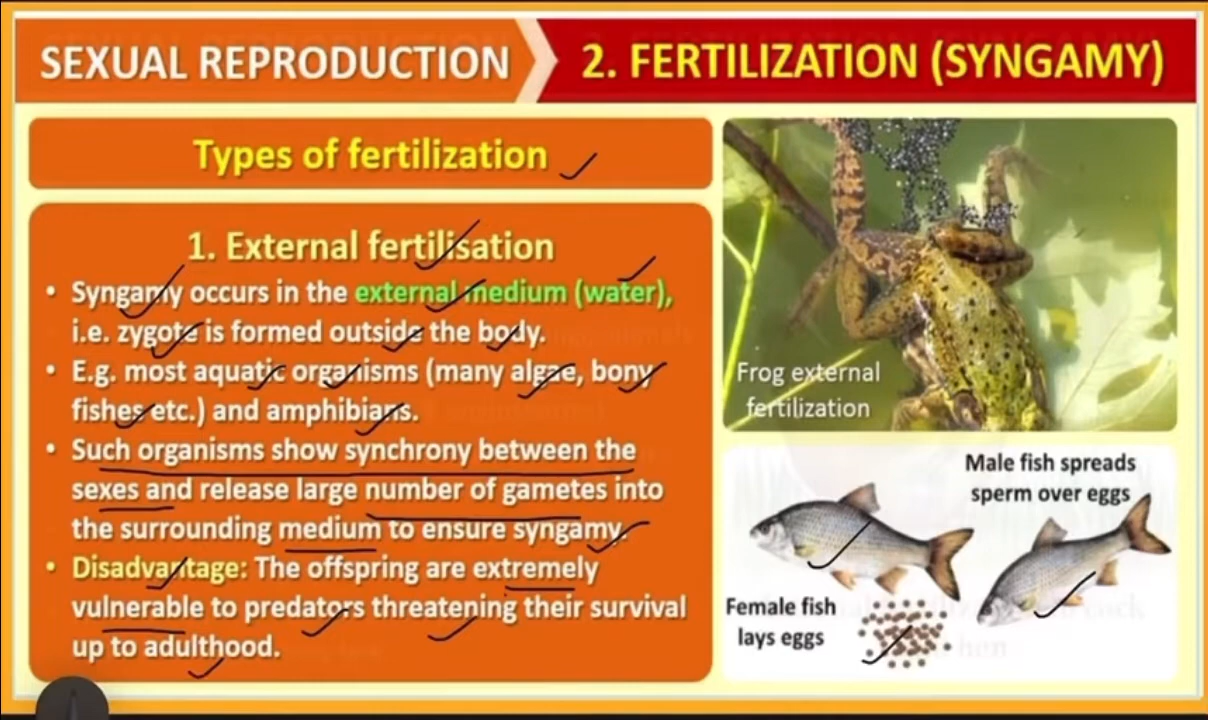 SEXUAL REPRODUCTION
2. FERTILIZATION (SYNGAMY)
Types of fertilization
1. External fertilisation
• Syngamy occurs in the external medium (water),
i.e. zygote is formed outside the body.
• E.g. most aquatic organisms (many algae, bony
fishes etc.) and amphibians.
• Such organisms show synchrony between the
sexes and release large number of gametes into
the surrounding medium to ensure syngamy.
• Disadvantage: The offspring are extremely
vulnerable to predators threatening their survival
up to adulthood.
Frog external
fertilization
Male fish spreads
sperm over eggs
Female fish
lays eggs